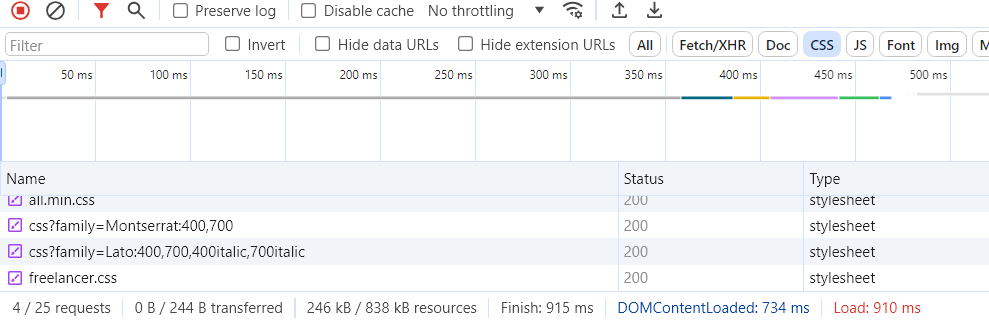 Preserve log Disable cache No throttling
Filter Invert Hide data URLs Hide extension URLs All Fetch/XHR Doc CSS JS Font Img M
50 ms 100 ms 150 ms 200 ms 250 ms 300 ms 350 ms 400 ms 450 ms 500 ms
Name Status Type
all.min.css 200 stylesheet
css?family=Montserrat:400,700 200 stylesheet
css?family=Lato:400,700,400italic,700italic 200 stylesheet
freelancer.css 200 stylesheet
4 / 25 requests 0 B / 244 B transferred 246 kB / 838 kB resources Finish: 915 ms DOMContentLoaded: 734 ms Load: 910 ms